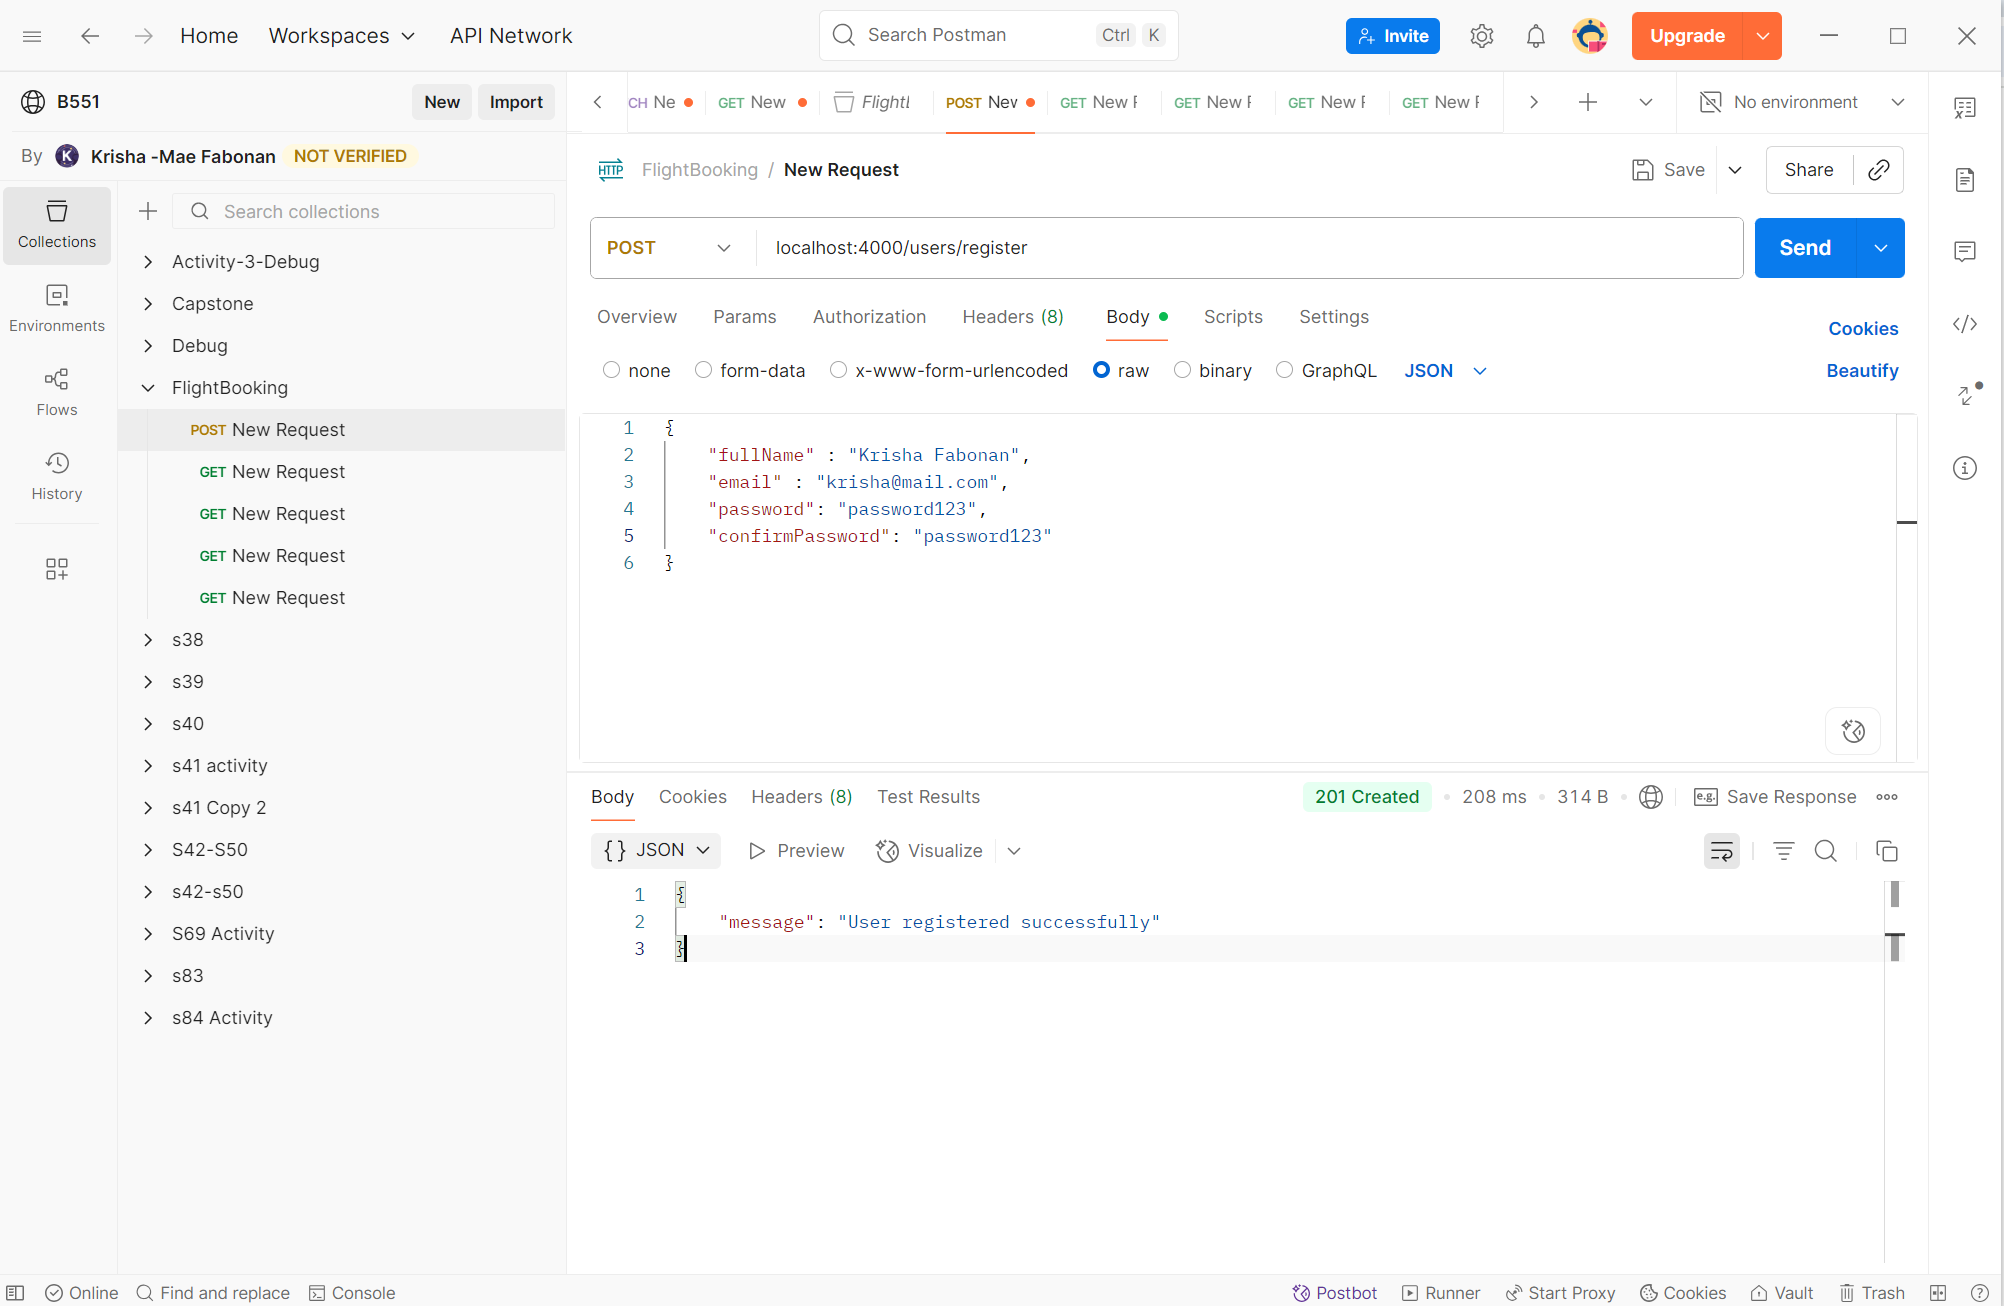 Home Workspaces API Network Search Postman Ctrl K Invite Upgrade
B551 New Import
CH Ne GET New FlightI POST New GET New F GET New F GET New F GET New F No environment
By K Krisha -Mae Fabonan NOT VERIFIED
HTTP FlightBooking / New Request Save Share
Collections
Environments
Flows
History
Search collections
Activity-3-Debug
Capstone
Debug
FlightBooking
POST New Request
GET New Request
GET New Request
GET New Request
GET New Request
s38
s39
s40
s41 activity
s41 Copy 2
S42-S50
s42-s50
S69 Activity
s83
s84 Activity
POST localhost:4000/users/register Send
Overview Params Authorization Headers (8) Body Scripts Settings Cookies
none form-data x-www-form-urlencoded raw binary GraphQL JSON Beautify
1 {
2 "fullName" : "Krisha Fabonan",
3 "email" : "krisha@mail.com",
4 "password": "password123",
5 "confirmPassword": "password123"
6 }
Body Cookies Headers (8) Test Results 201 Created 208 ms 314 B e.g. Save Response
{} JSON Preview Visualize
1 {
2 "message": "User registered successfully"
3 }
Online Find and replace Console Postbot Runner Start Proxy Cookies Vault Trash